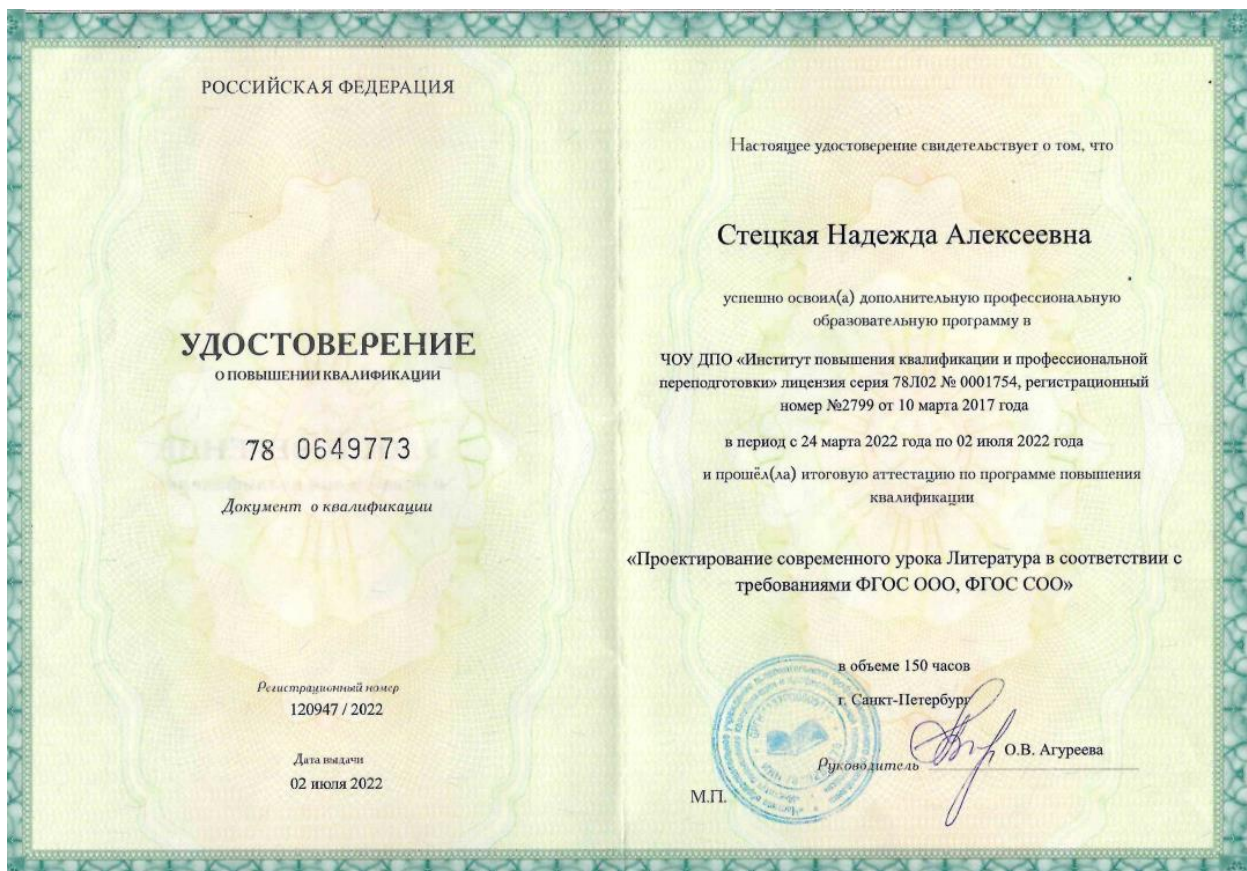 РОССИЙСКАЯ ФЕДЕРАЦИЯ
УДОСТОВЕРЕНИЕ
О ПОВЫШЕНИИ КВАЛИФИКАЦИИ
78 0649773
Документ о квалификации
Регистрационный номер
120947 / 2022
Дата выдачи
02 июля 2022
Настоящее удостоверение свидетельствует о том, что
Стецкая Надежда Алексеевна
успешно освоил(а) дополнительную профессиональную
образовательную программу в
ЧОУ ДПО «Институт повышения квалификации и профессиональной
переподготовки» лицензия серия 78Л02 № 0001754, регистрационный
номер №2799 от 10 марта 2017 года
в период с 24 марта 2022 года по 02 июля 2022 года
и прошёл(ла) итоговую аттестацию по программе повышения
квалификации
«Проектирование современного урока Литература в соответствии с
требованиями ФГОС ООО, ФГОС СОО»
в объеме 150 часов
г. Санкт-Петербург
Руководитель
О.В. Агуреева
М.П.